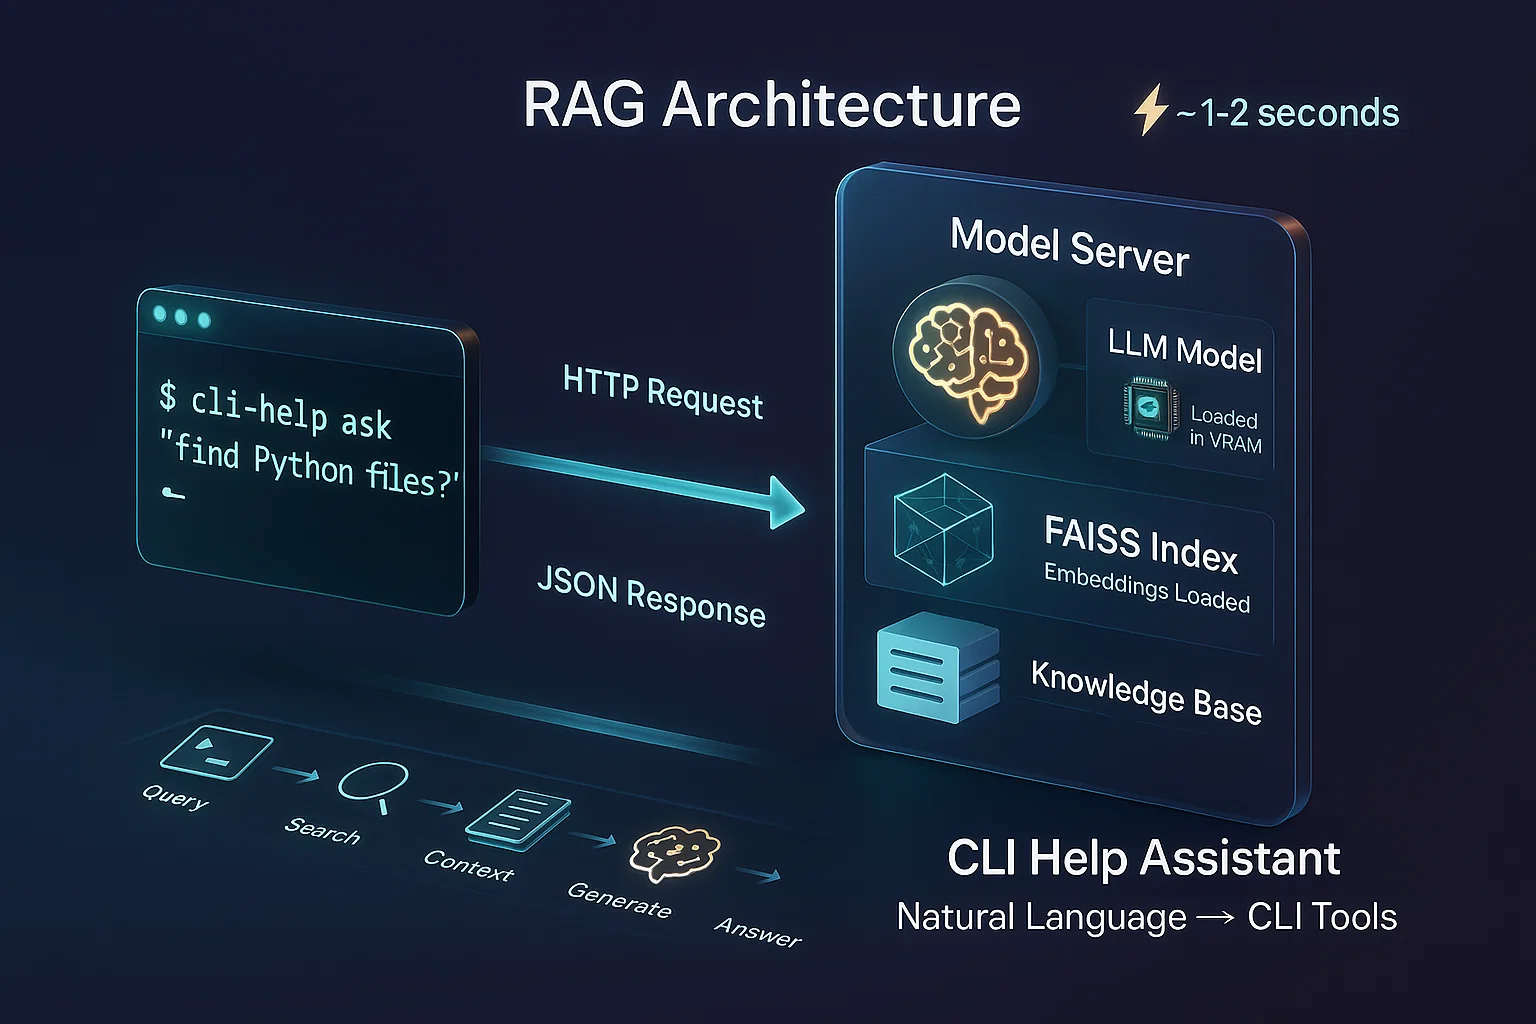 RAG Architecture
~1-2 seconds
Model Server
LLM Model
Loaded
in VRAM
FAISS Index
Embeddings Loaded
Knowledge Base
$ cli-help ask
"find Python files?"
HTTP Request
JSON Response
Query
Search
Context
Generate
Answer
CLI Help Assistant
Natural Language → CLI Tools